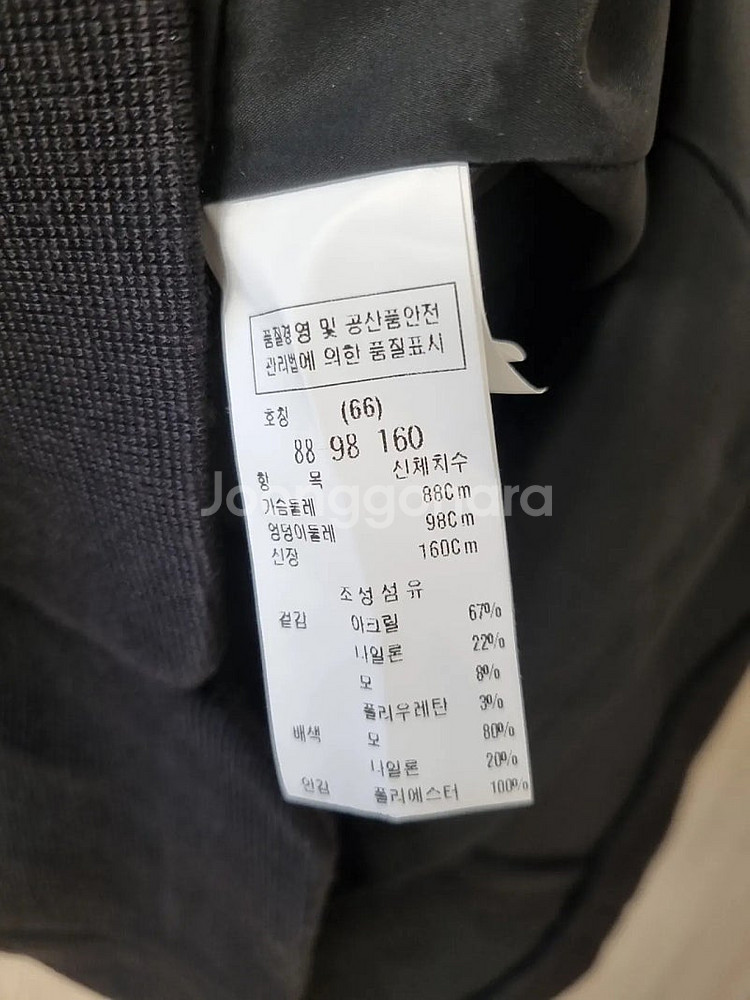 품질경영 및 공산품안전
관리법에 의한 품질표시
호칭 (66)
88 98 160
항 목 신체치수
가슴둘레 88Cm
엉덩이둘레 98Cm
신장 160Cm
조성섬유
겉감 아크릴 67%
나일론 22%
모 8%
폴리우레탄 3%
배색 모 80%
나일론 20%
안감 폴리에스터 100%
Joonggonara